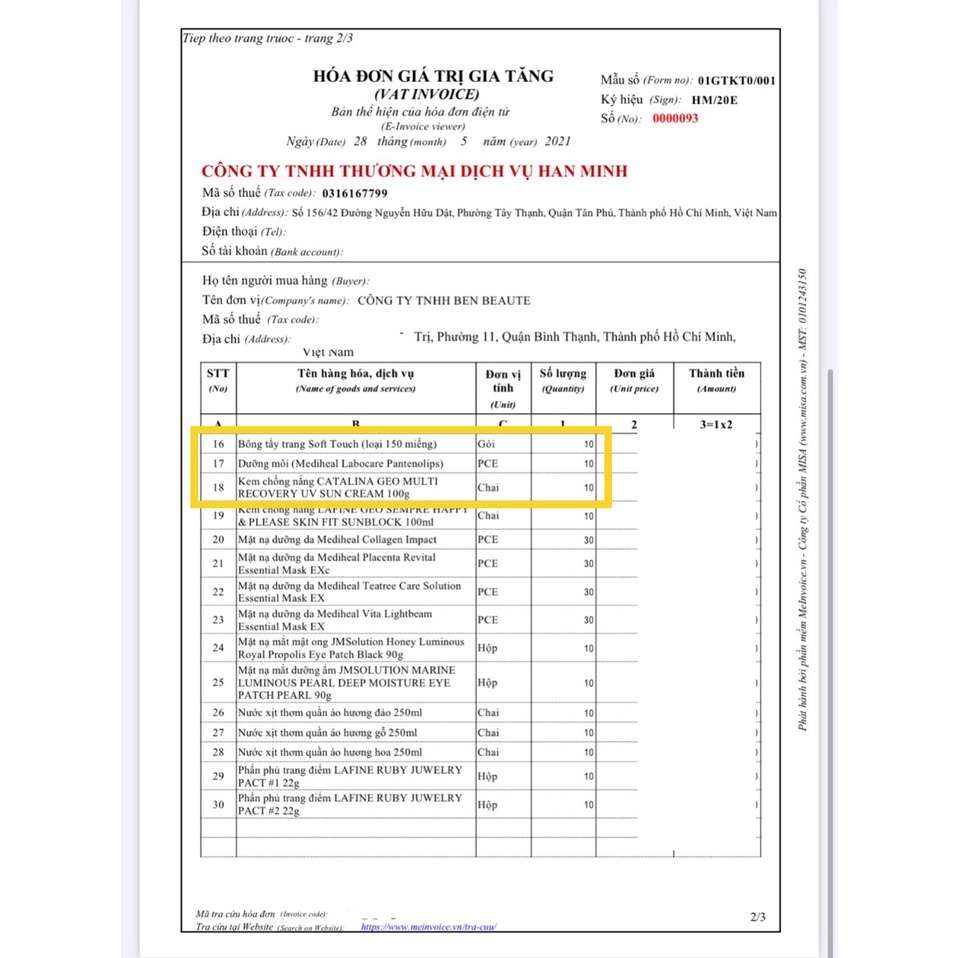 Tiep theo trang truoc - trang 2/3
HÓA ĐƠN GIÁ TRỊ GIA TĂNG
(VAT INVOICE)
Bản thể hiện của hóa đơn điện tử
(E-Invoice viewer)
Ngày (Date) 28 tháng (month) 5 năm (year) 2021
Mẫu số (Form no): 01GTKT0/001
Ký hiệu (Sign): HM/20E
Số (No): 0000093
CÔNG TY TNHH THƯƠNG MẠI DỊCH VỤ HAN MINH
Mã số thuế (Tax code): 0316167799
Địa chỉ (Address): Số 156/42 Đường Nguyễn Hữu Dật, Phường Tây Thạnh, Quận Tân Phú, Thành phố Hồ Chí Minh, Việt Nam
Điện thoại (Tel):
Số tài khoản (Bank account):
Họ tên người mua hàng (Buyer):
Tên đơn vị(Company's name): CÔNG TY TNHH BEN BEAUTE
Mã số thuế (Tax code):
Địa chỉ (Address): Trị, Phường 11, Quận Bình Thạnh, Thành phố Hồ Chí Minh,
Việt Nam
STT Tên hàng hóa, dịch vụ Đơn vị tính Số lượng Đơn giá Thành tiền
(No) (Name of goods and services) (Unit) (Quantity) (Unit price) (Amount)
A B C 1 2 3=1x2
16 Bông tẩy trang Soft Touch (loại 150 miếng) Gói 10
17 Dưỡng môi (Mediheal Labocare Pantenolips) PCE 10
18 Kem chống nắng CATALINA GEO MULTI Chai 10
RECOVERY UV SUN CREAM 100g
19 Kem chống nắng LAFINE GEO SEMPRE HAPPY Chai 10
& PLEASE SKIN FIT SUNBLOCK 100ml
20 Mặt nạ dưỡng da Mediheal Collagen Impact PCE 30
21 Mặt nạ dưỡng da Mediheal Placenta Revital PCE 30
Essential Mask EXc
22 Mặt nạ dưỡng da Mediheal Teatree Care Solution PCE 30
Essential Mask EX
23 Mặt nạ dưỡng da Mediheal Vita Lightbeam PCE 30
Essential Mask EX
24 Mặt nạ mắt mật ong JMSolution Honey Luminous Hộp 10
Royal Propolis Eye Patch Black 90g
25 Mặt nạ mắt dưỡng ẩm JMSOLUTION MARINE Hộp 10
LUMINOUS PEARL DEEP MOISTURE EYE
PATCH PEARL 90g
26 Nước xịt thơm quần áo hương đào 250ml Chai 10
27 Nước xịt thơm quần áo hương gỗ 250ml Chai 10
28 Nước xịt thơm quần áo hương hoa 250ml Chai 10
29 Phấn phủ trang điểm LAFINE RUBY JUWELRY Hộp 10
PACT #1 22g
30 Phấn phủ trang điểm LAFINE RUBY JUWELRY Hộp 10
PACT #2 22g
Mã tra cứu hóa đơn (Invoice code):
Tra cứu tại Website (Search on Website): https://www.meinvoice.vn/tra-cuu/
2/3
Phát hành bởi phần mềm MeInvoice.vn - Công ty Cổ phần MISA (www.misa.com.vn) - MST: 0101243150